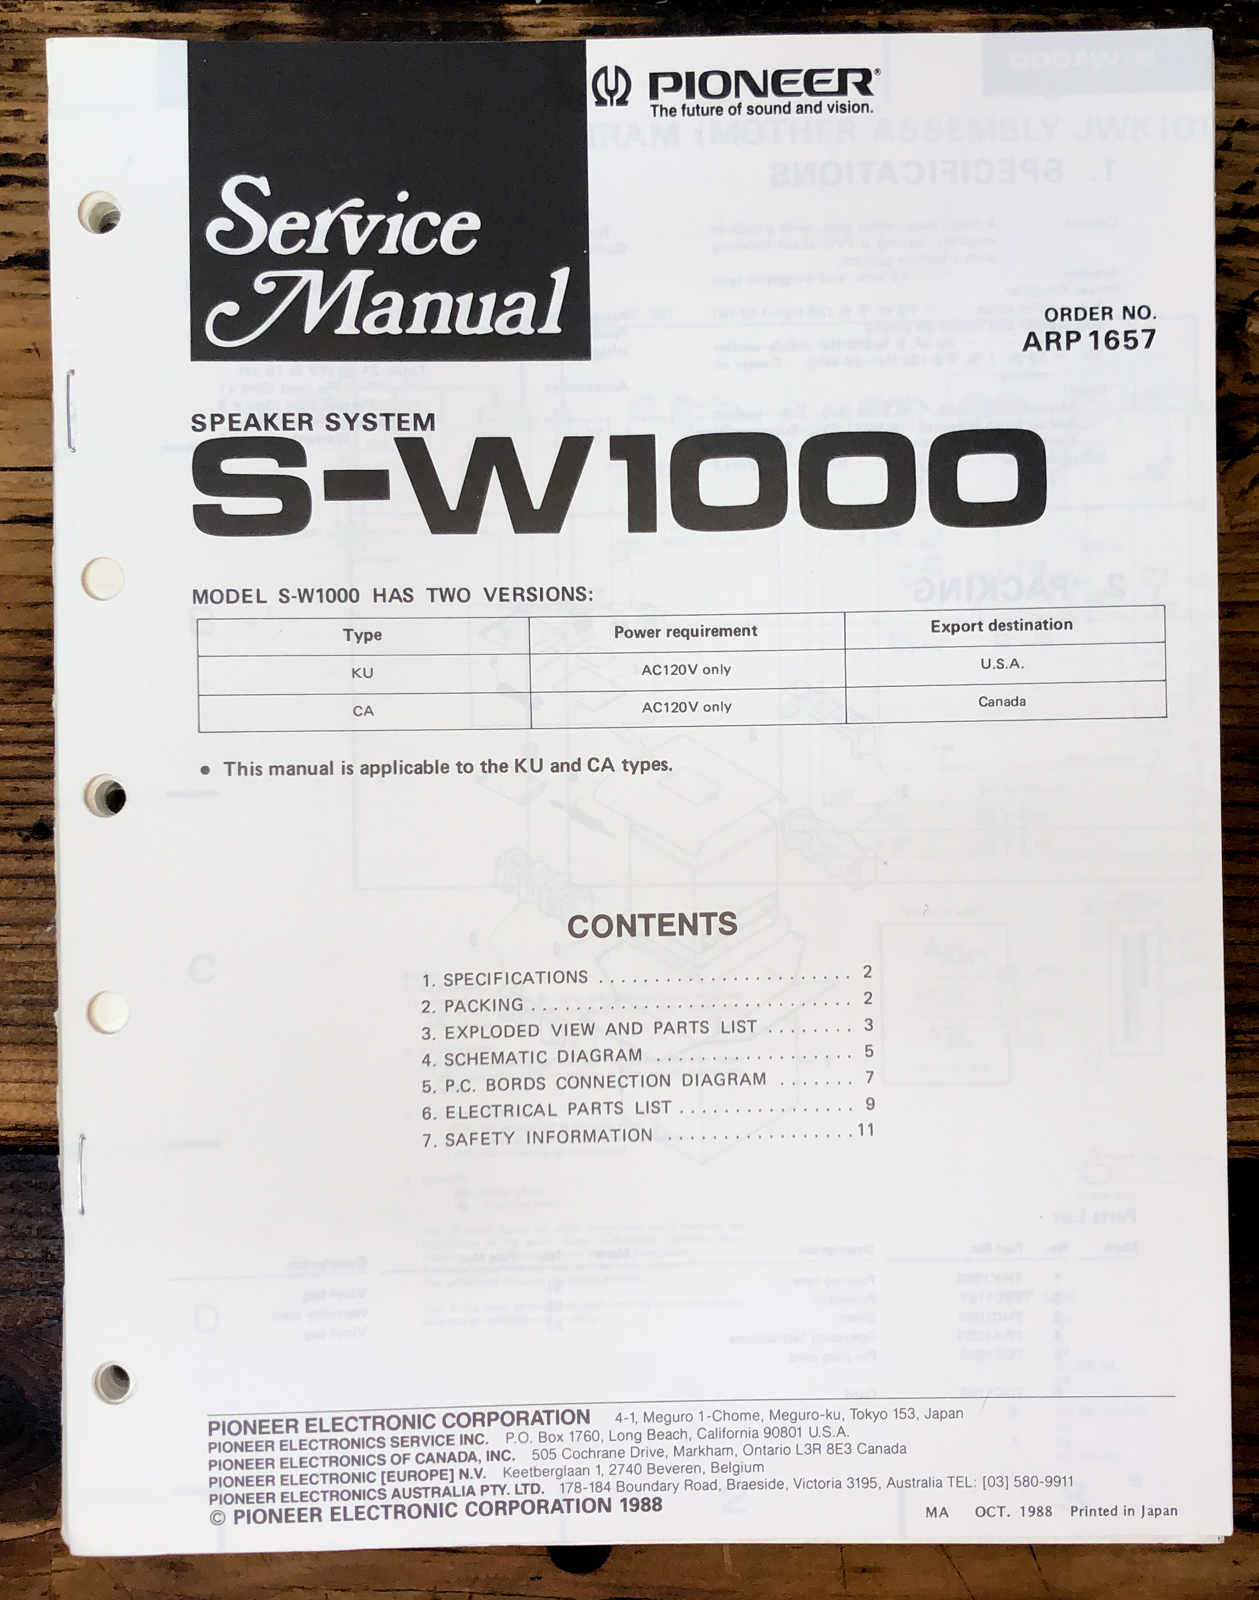 PIONEER®
The future of sound and vision.
Service
Manual
ORDER NO.
ARP1657
SPEAKER SYSTEM
S-W1000
MODEL S-W1000 HAS TWO VERSIONS:
Type Power requirement Export destination
KU AC120V only U.S.A.
CA AC120V only Canada
● This manual is applicable to the KU and CA types.
CONTENTS
1. SPECIFICATIONS . . . . . . . . . . . . . . . . . . . . . . . 2
2. PACKING . . . . . . . . . . . . . . . . . . . . . . . . . . . . . 2
3. EXPLODED VIEW AND PARTS LIST . . . . . . . . 3
4. SCHEMATIC DIAGRAM . . . . . . . . . . . . . . . . . . 5
5. P.C. BORDS CONNECTION DIAGRAM . . . . . . . 7
6. ELECTRICAL PARTS LIST . . . . . . . . . . . . . . . . 9
7. SAFETY INFORMATION . . . . . . . . . . . . . . . . . 11
PIONEER ELECTRONIC CORPORATION 4-1, Meguro 1-Chome, Meguro-ku, Tokyo 153, Japan
PIONEER ELECTRONICS SERVICE INC. P.O. Box 1760, Long Beach, California 90801 U.S.A.
PIONEER ELECTRONICS OF CANADA, INC. 505 Cochrane Drive, Markham, Ontario L3R 8E3 Canada
PIONEER ELECTRONIC [EUROPE] N.V. Keetberglaan 1, 2740 Beveren, Belgium
PIONEER ELECTRONICS AUSTRALIA PTY. LTD. 178-184 Boundary Road, Braeside, Victoria 3195, Australia TEL: [03] 580-9911
© PIONEER ELECTRONIC CORPORATION 1988
MA OCT. 1988 Printed in Japan